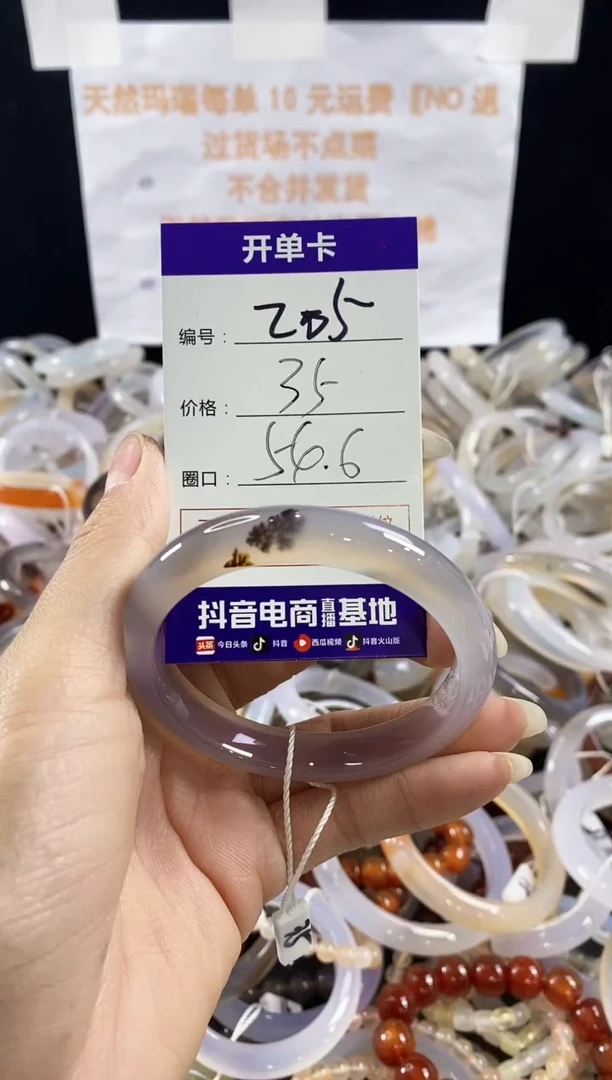 天然玛瑙每单10元运费【NO退
过货场不点赞
不合并发货
开单卡
编号：
价格：35
圈口：56.6
抖音电商直播基地
今日头条 抖音 西瓜视频 抖音火山版